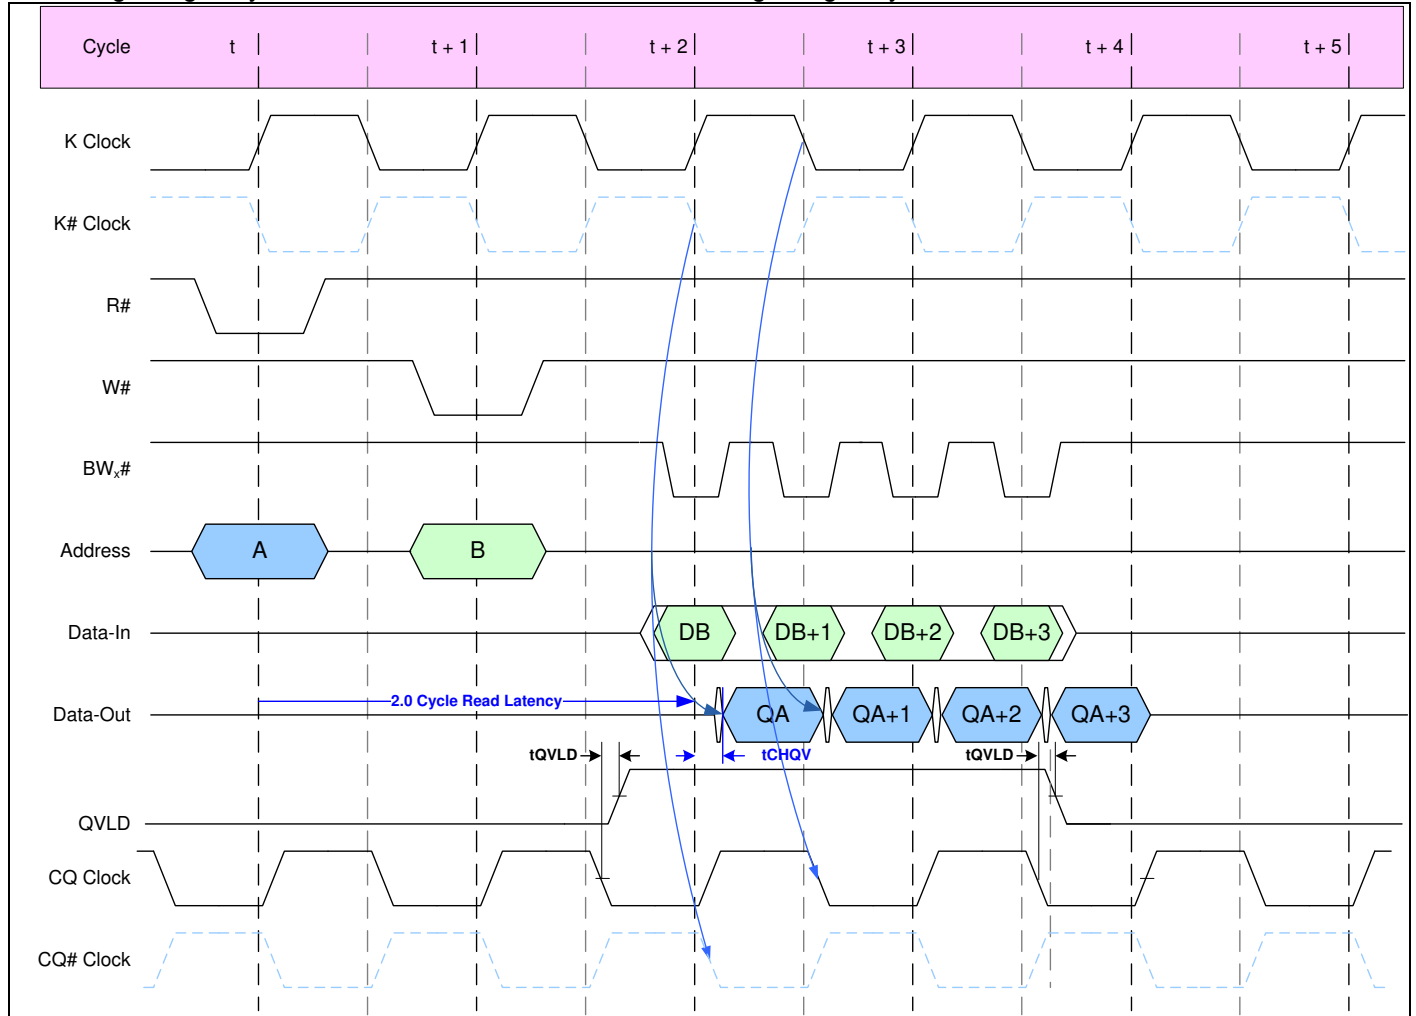 Cycle t t + 1 t + 2 t + 3 t + 4 t + 5
K Clock
K# Clock
R#
W#
BWx#
Address A B
Data-In DB DB+1 DB+2 DB+3
2.0 Cycle Read Latency
Data-Out QA QA+1 QA+2 QA+3
tQVLD tCHQV tQVLD
QVLD
CQ Clock
CQ# Clock